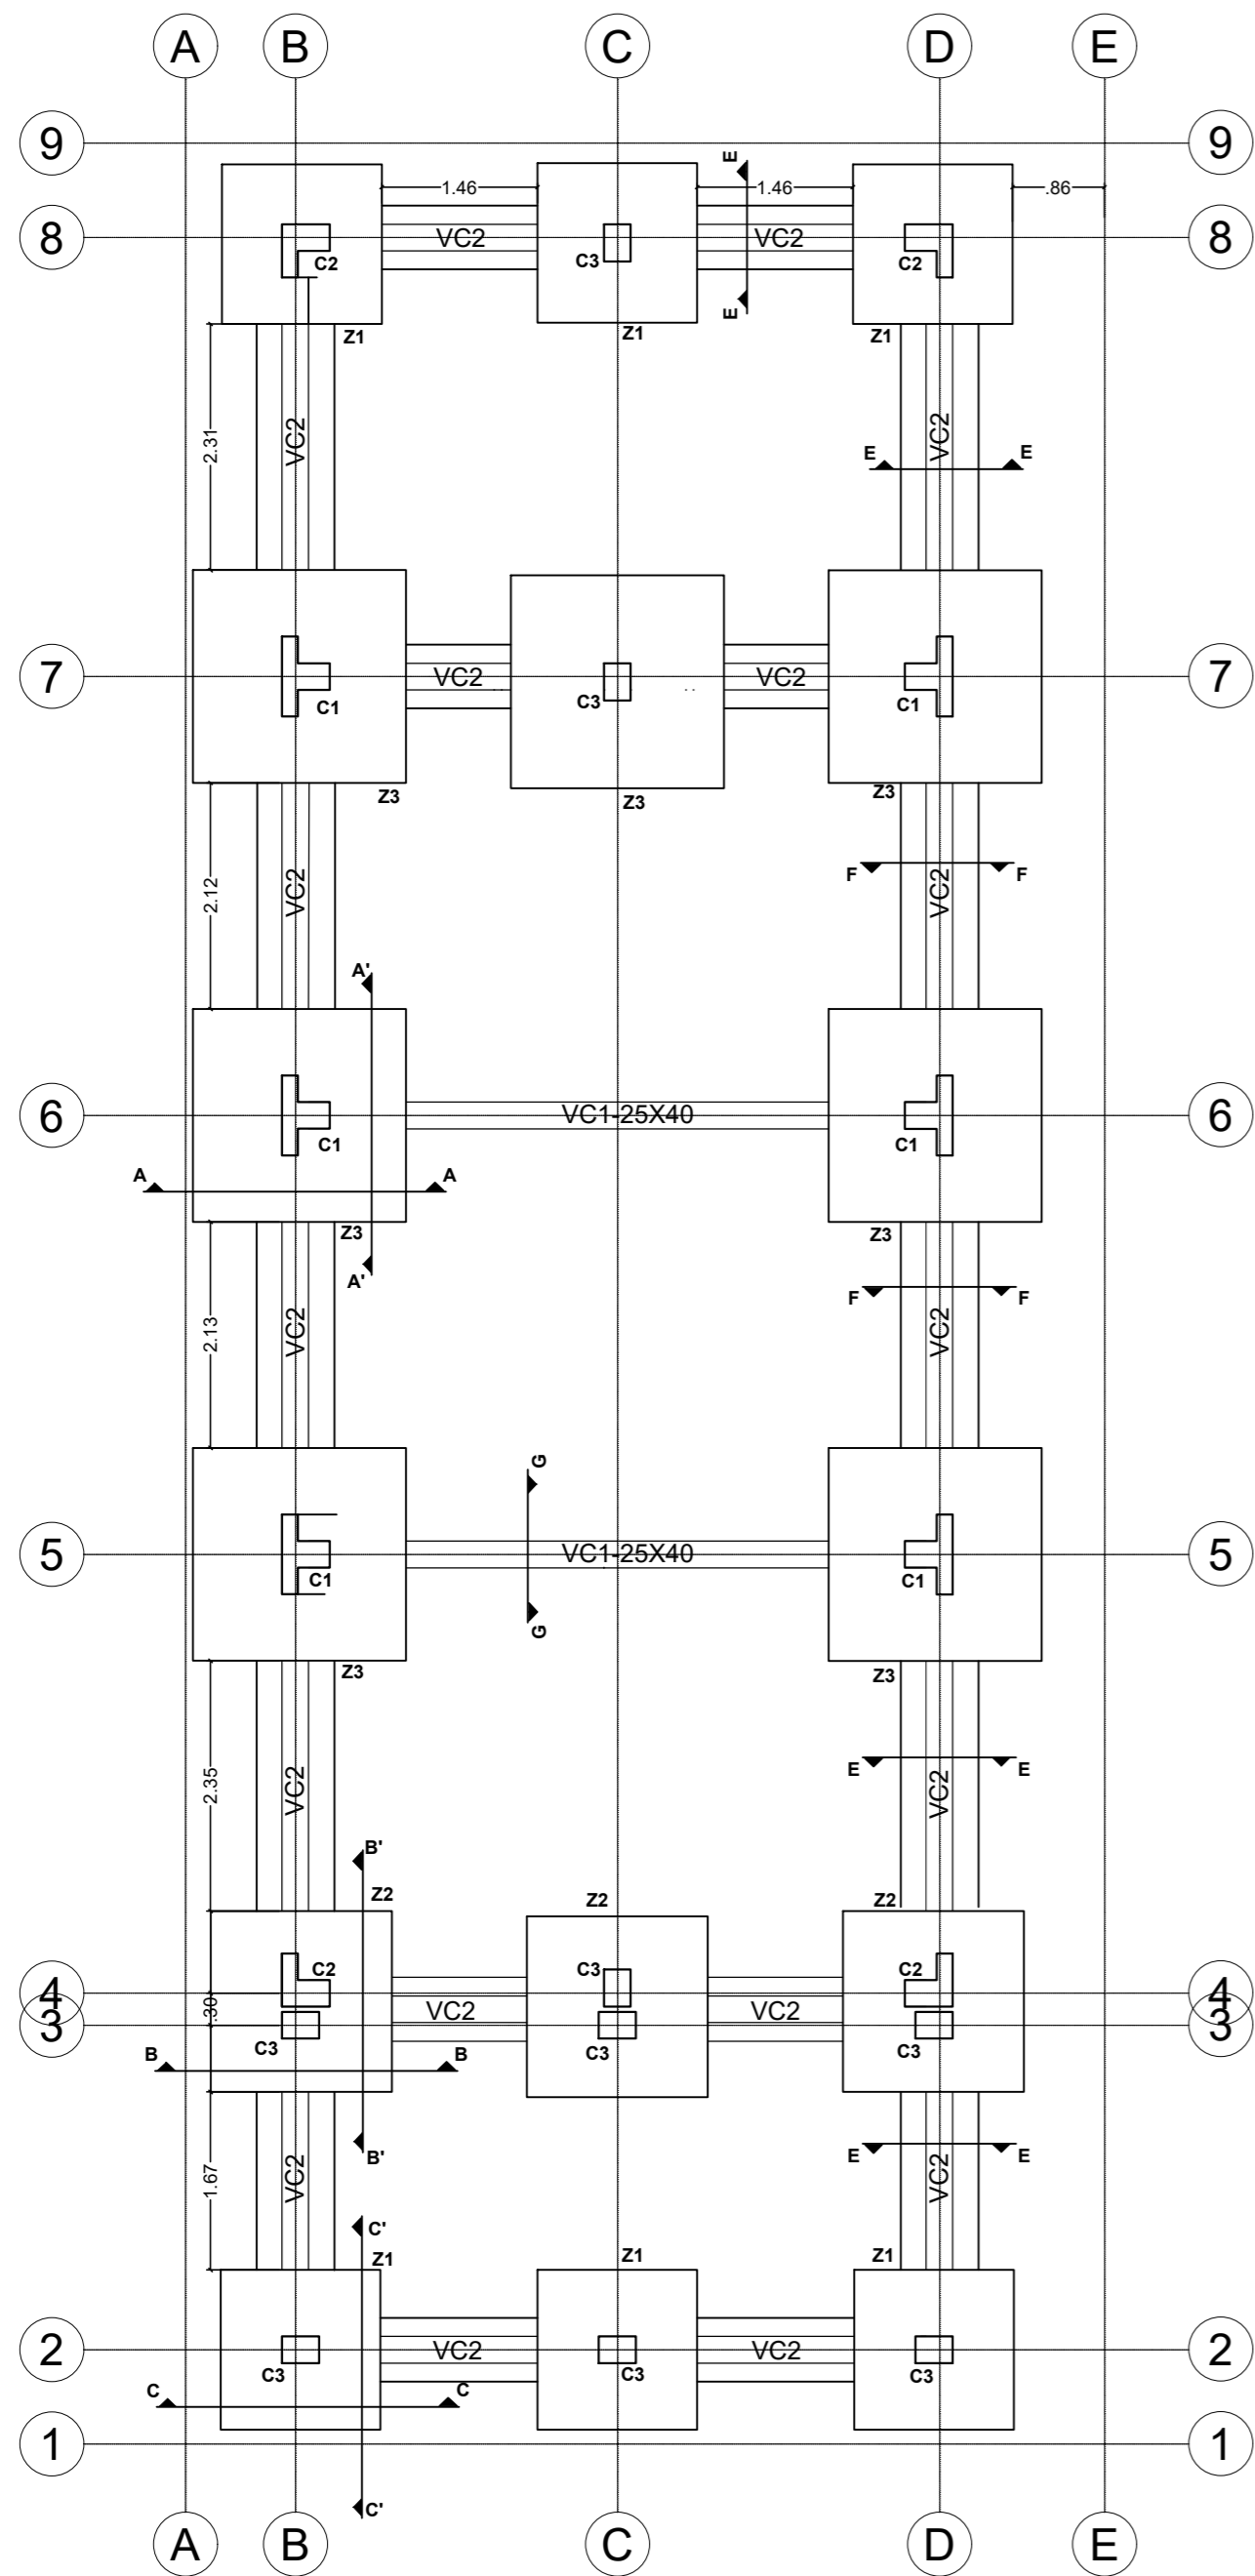 A B C D E
9 9
E
1.46 1.46 .86
8 VC2 VC2 8
C2 C3 C2
E
Z1 Z1 Z1
2.31 VC2 VC2
E E
7 VC2 VC2 7
C1 C3 C1
Z3 Z3 Z3
F F
2.12 VC2 VC2
A'
6 VC1-25X40 6
C1 C1
A A
Z3 Z3
A'
F F
2.13 VC2 VC2
G
5 VC1-25X40 5
C1 C1
G
Z3 Z3
E E
2.35 VC2 VC2
B'
Z2 Z2 Z2
C2 C3 C2
4 4
.30 VC2 VC2
3 3
C3 C3 C3
B B
E E
B'
1.67 VC2 VC2
C'
Z1 Z1 Z1
2 VC2 VC2 2
C3 C3 C3
C C
1 1
C'
A B C D E